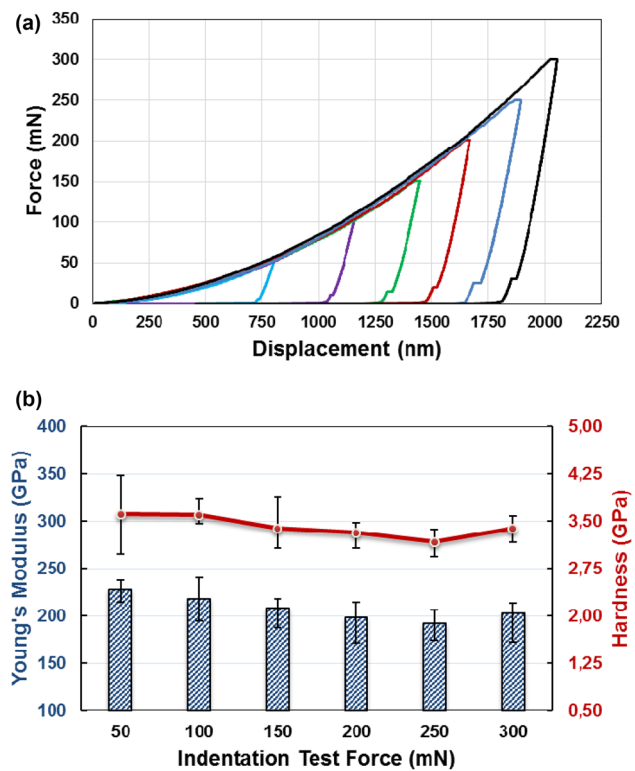 (a)
350
300
250
200
150
100
50
0
Force (mN)
0 250 500 750 1000 1250 1500 1750 2000 2250
Displacement (nm)
(b)
400
350
300
250
200
150
100
Young's Modulus (GPa)
5,00
4,25
3,50
2,75
2,00
1,25
0,50
Hardness (GPa)
50 100 150 200 250 300
Indentation Test Force (mN)